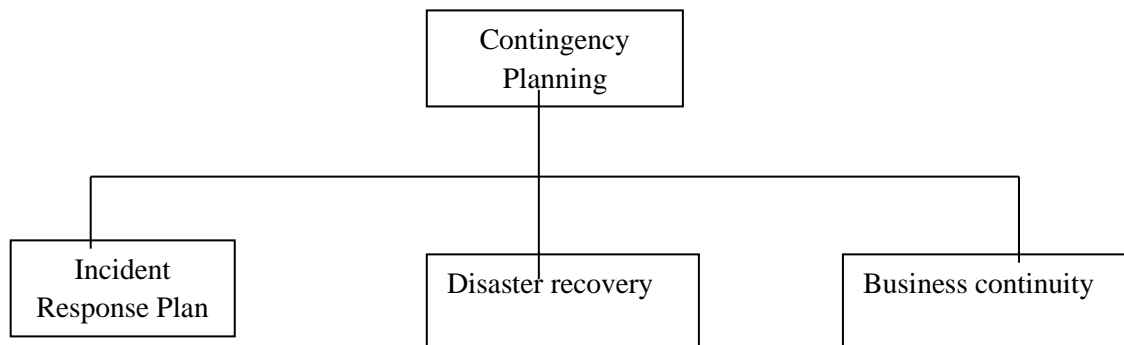 Contingency
Planning
Incident
Response Plan
Disaster recovery
Business continuity